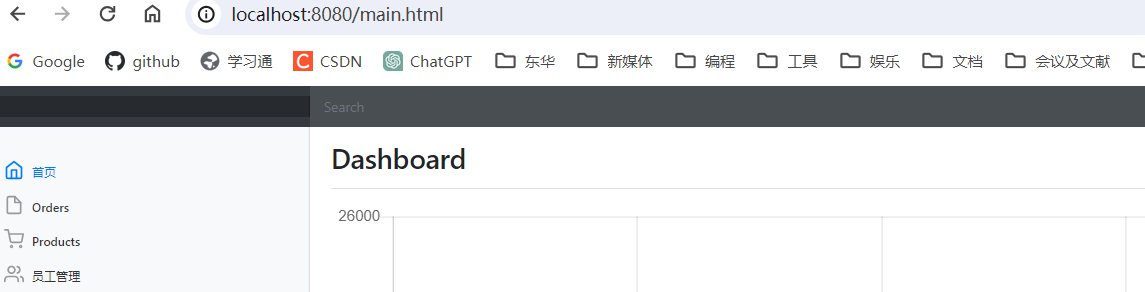 localhost:8080/main.html
Google github 学习通 CSDN ChatGPT 东华 新媒体 编程 工具 娱乐 文档 会议及文献
Search
Dashboard
首页
Orders
Products
员工管理
26000